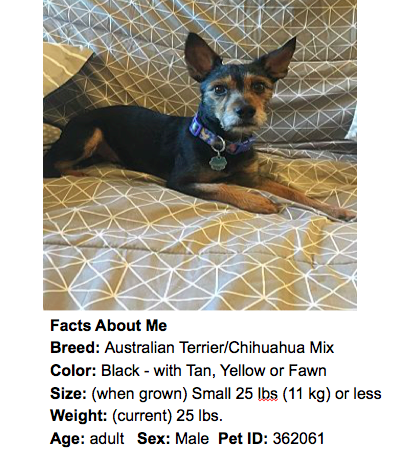 Facts About Me
Breed: Australian Terrier/Chihuahua Mix
Color: Black - with Tan, Yellow or Fawn
Size: (when grown) Small 25 lbs (11 kg) or less
Weight: (current) 25 lbs.
Age: adult Sex: Male Pet ID: 362061